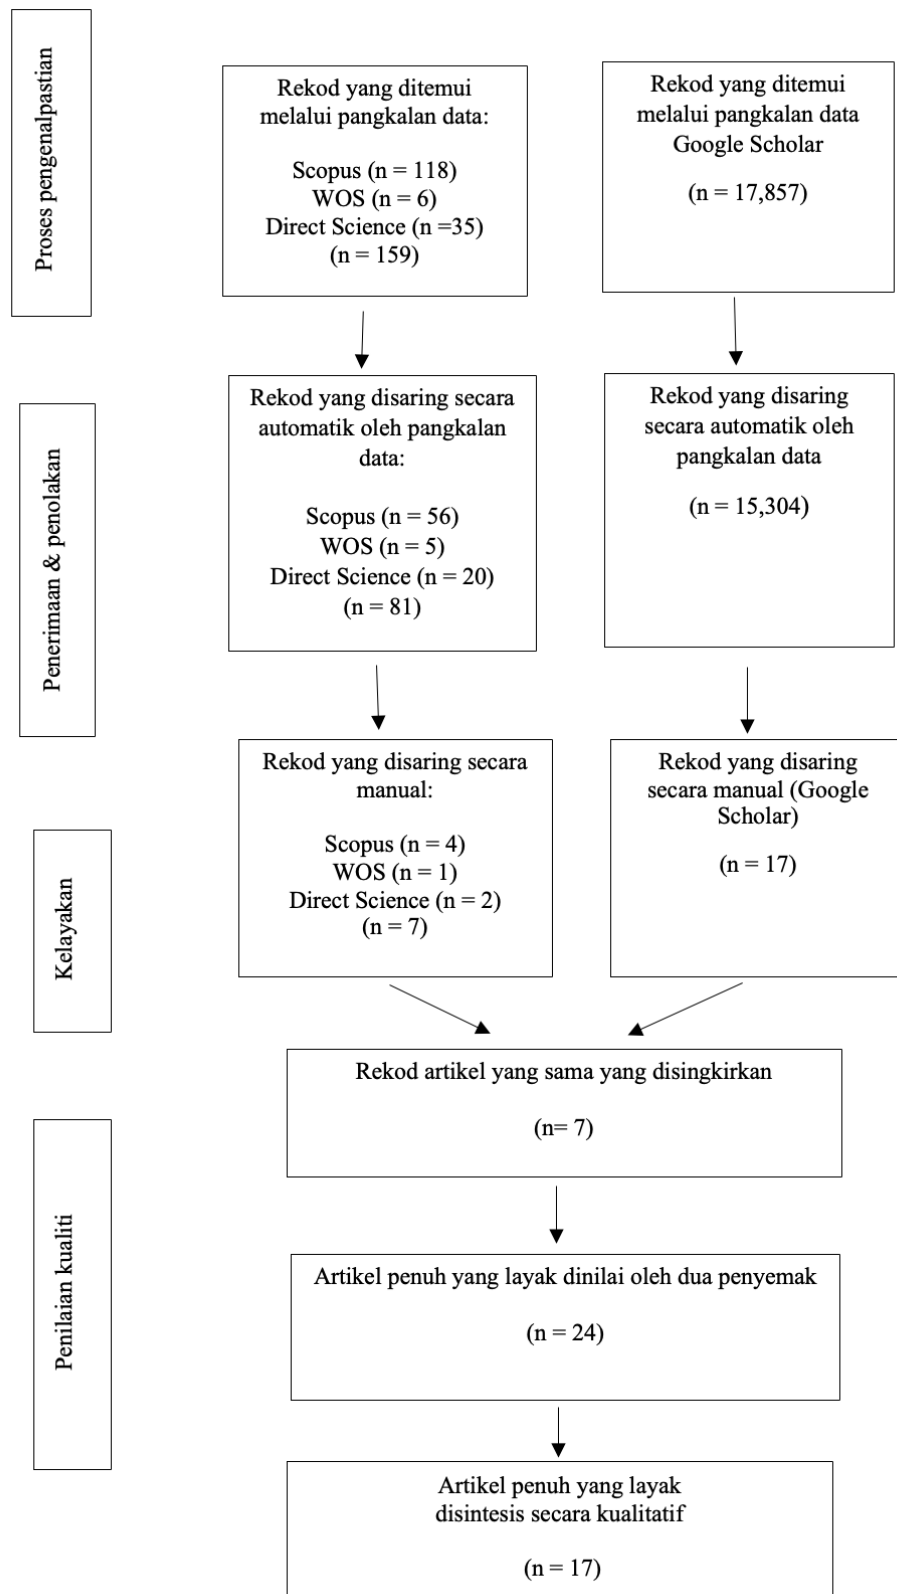 Proses pengenalpastian
Rekod yang ditemui
melalui pangkalan data:
Scopus (n = 118)
WOS (n = 6)
Direct Science (n =35)
(n = 159)
Rekod yang ditemui
melalui pangkalan data
Google Scholar
(n = 17,857)
Penerimaan & penolakan
Rekod yang disaring secara
automatik oleh pangkalan
data:
Scopus (n = 56)
WOS (n = 5)
Direct Science (n = 20)
(n = 81)
Rekod yang disaring
secara automatik oleh
pangkalan data
(n = 15,304)
Kelayakan
Rekod yang disaring secara
manual:
Scopus (n = 4)
WOS (n = 1)
Direct Science (n = 2)
(n = 7)
Rekod yang disaring
secara manual (Google
Scholar)
(n = 17)
Rekod artikel yang sama yang disingkirkan
(n= 7)
Penilaian kualiti
Artikel penuh yang layak dinilai oleh dua penyemak
(n = 24)
Artikel penuh yang layak
disintesis secara kualitatif
(n = 17)